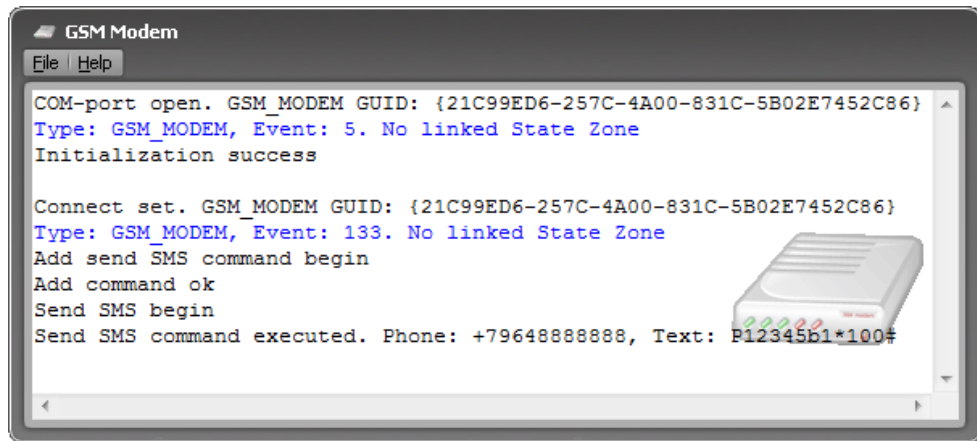 GSM Modem
File Help
COM-port open. GSM_MODEM GUID: {21C99ED6-257C-4A00-831C-5B02E7452C86}
Type: GSM_MODEM, Event: 5. No linked State Zone
Initialization success
Connect set. GSM_MODEM GUID: {21C99ED6-257C-4A00-831C-5B02E7452C86}
Type: GSM_MODEM, Event: 133. No linked State Zone
Add send SMS command begin
Add command ok
Send SMS begin
Send SMS command executed. Phone: +79648888888, Text: P12345b1*100#